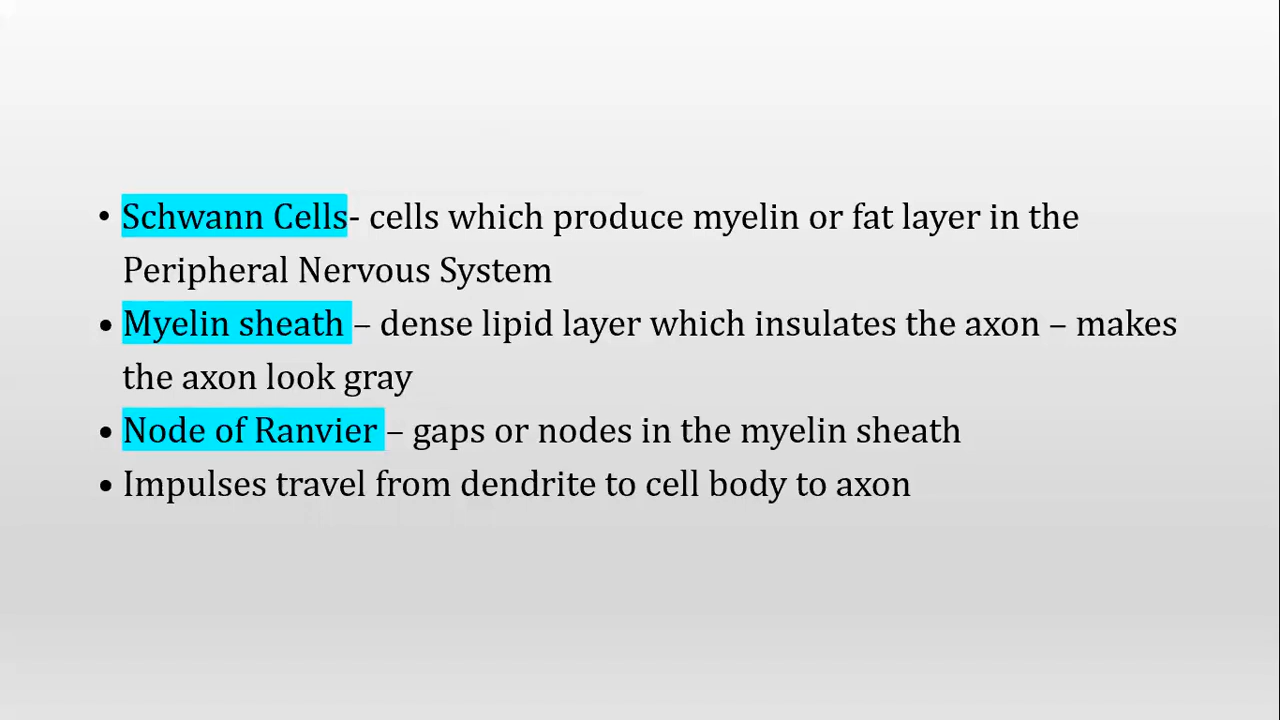 • Schwann Cells- cells which produce myelin or fat layer in the
Peripheral Nervous System
• Myelin sheath – dense lipid layer which insulates the axon – makes
the axon look gray
• Node of Ranvier – gaps or nodes in the myelin sheath
• Impulses travel from dendrite to cell body to axon